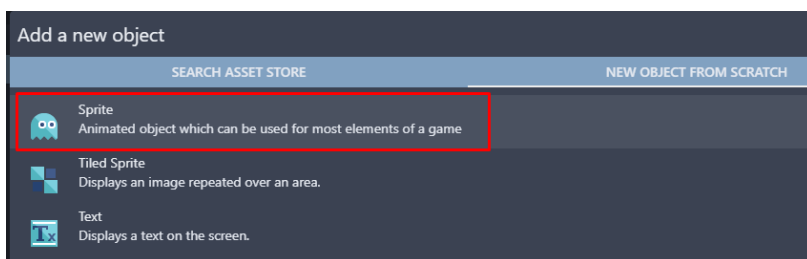 Add a new object
SEARCH ASSET STORE NEW OBJECT FROM SCRATCH
Sprite
Animated object which can be used for most elements of a game
Tiled Sprite
Displays an image repeated over an area.
Text
Tx
Displays a text on the screen.